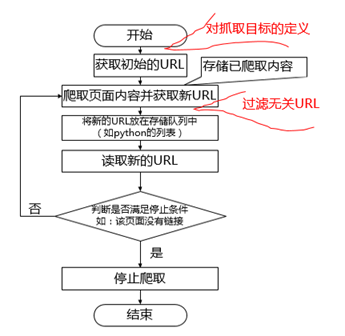 开始
对抓取目标的定义
获取初始的URL
存储已爬取内容
爬取页面内容并获取新URL
过滤无关URL
将新的URL放在存储队列中
（如python的列表）
读取新的URL
否
判断是否满足停止条件
如：该页面没有链接
是
停止爬取
结束